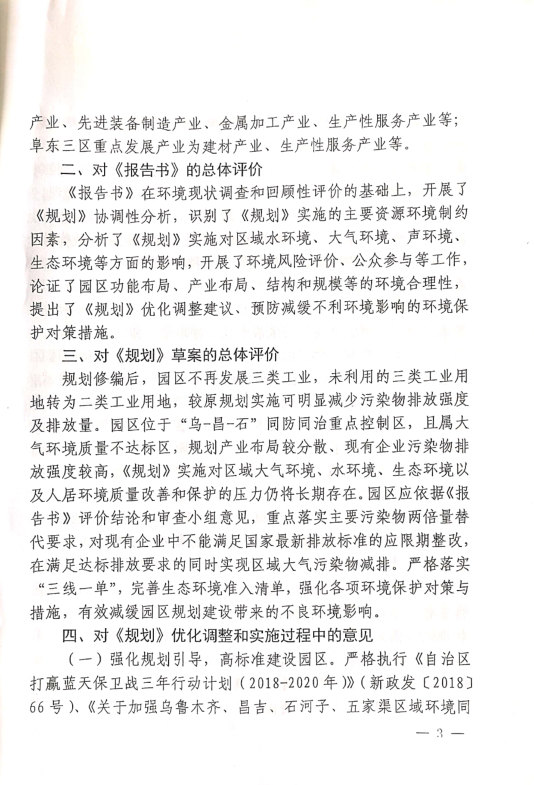 产业、先进装备制造产业、金属加工产业、生产性服务产业等；
阜东三区重点发展产业为建材产业、生产性服务产业等。
二、对《报告书》的总体评价
《报告书》在环境现状调查和回顾性评价的基础上，开展了
《规划》协调性分析，识别了《规划》实施的主要资源环境制约
因素，分析了《规划》实施对区域水环境、大气环境、声环境、
生态环境等方面的影响，开展了环境风险评价、公众参与等工作，
论证了园区功能布局、产业布局、结构和规模等的环境合理性，
提出了《规划》优化调整建议、预防减缓不利环境影响的环境保
护对策措施。
三、对《规划》草案的总体评价
规划修编后，园区不再发展三类工业，未利用的三类工业用
地转为二类工业用地，较原规划实施可明显减少污染物排放强度
及排放量。园区位于“乌-昌-石”同防同治重点控制区，且属大
气环境质量不达标区，规划产业布局较分散、现有企业污染物排
放强度较高，《规划》实施对区域大气环境、水环境、生态环境以
及人居环境质量改善和保护的压力仍将长期存在。园区应依据《报
告书》评价结论和审查小组意见，重点落实主要污染物两倍量替
代要求，对现有企业中不能满足国家最新排放标准的应限期整改，
在满足达标排放要求的同时实现区域大气污染物减排。严格落实
“三线一单”，完善生态环境准入清单，强化各项环境保护对策与
措施，有效减缓园区规划建设带来的不良环境影响。
四、对《规划》优化调整和实施过程中的意见
（一）强化规划引导，高标准建设园区。严格执行《自治区
打赢蓝天保卫战三年行动计划（2018-2020年）》（新政发〔2018〕
66号）、《关于加强乌鲁木齐、昌吉、石河子、五家渠区域环境同
— 3 —